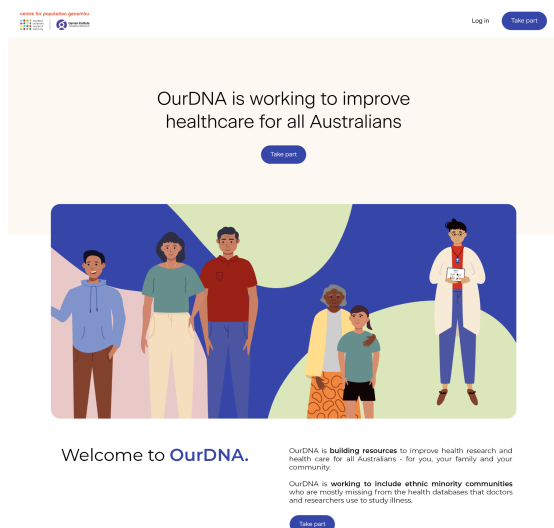 centre for population genomics
Log in
Take part
OurDNA is working to improve
healthcare for all Australians
Take part
Welcome to OurDNA.
OurDNA is building resources to improve health research and
health care for all Australians - for you, your family and your
community.
OurDNA is working to include ethnic minority communities
who are mostly missing from the health databases that doctors
and researchers use to study illness.
Take part